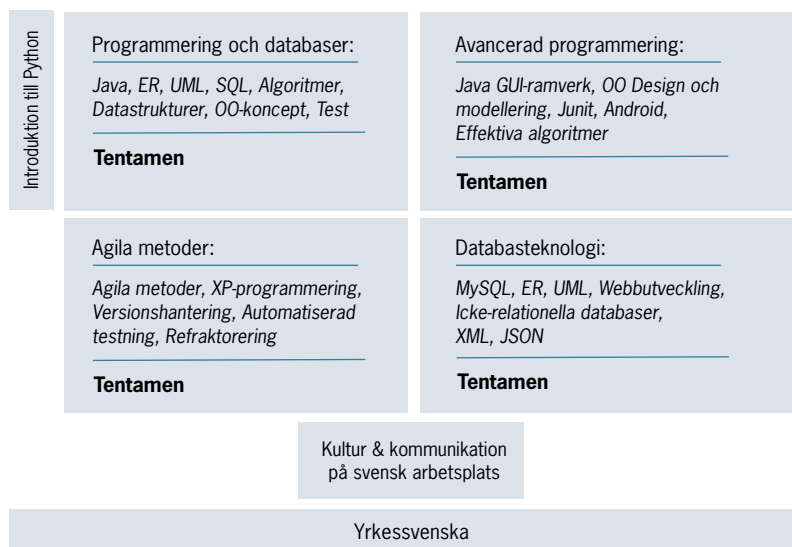 Introduktion till Python
Programmering och databaser:
Java, ER, UML, SQL, Algoritmer,
Datastrukturer, OO-koncept, Test
Tentamen
Avancerad programmering:
Java GUI-ramverk, OO Design och
modellering, Junit, Android,
Effektiva algoritmer
Tentamen
Agila metoder:
Agila metoder, XP-programmering,
Versionshantering, Automatiserad
testning, Refraktorering
Tentamen
Databasteknologi:
MySQL, ER, UML, Webbutveckling,
Icke-relationella databaser,
XML, JSON
Tentamen
Kultur & kommunikation
på svensk arbetsplats
Yrkessvenska